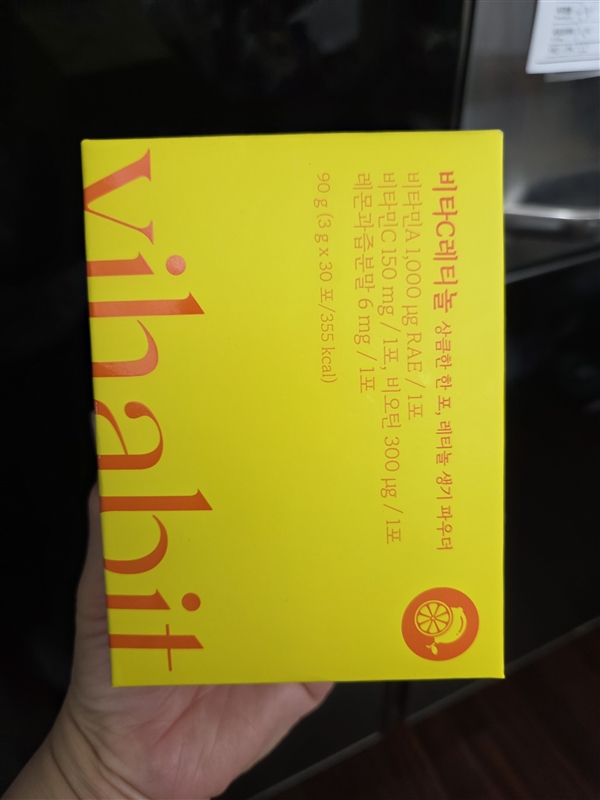 비타C레티놀 상큼한 한 포, 레티놀 생기 파우더
비타민A 1,000 µg RAE / 1포
비타민C 150 mg / 1포, 비오틴 300 µg / 1포
레몬과즙분말 6 mg / 1포
90 g (3 g x 30 포/355 kcal)
vihabit